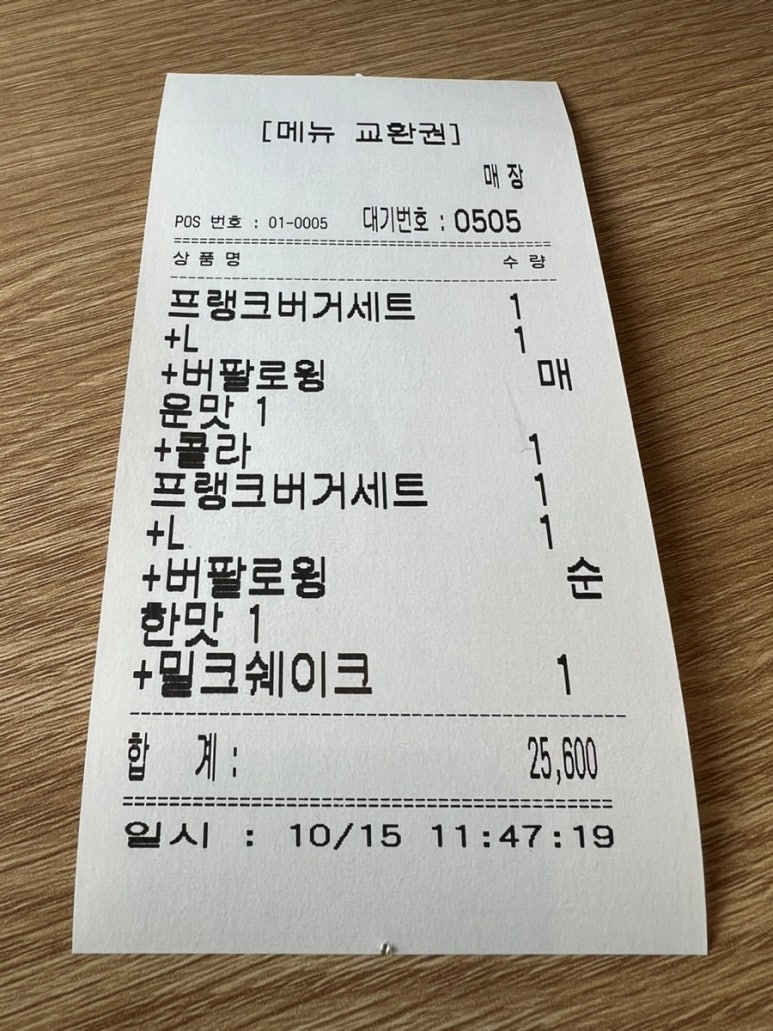 [메뉴 교환권]
매장
POS 번호 : 01-0005 대기번호 : 0505
상품명 수량
프랭크버거세트 1
+L 1
+버팔로윙 매
운맛 1
+콜라 1
프랭크버거세트 1
+L 1
+버팔로윙 순
한맛 1
+밀크쉐이크 1
합 계 : 25,600
일시 : 10/15 11:47:19